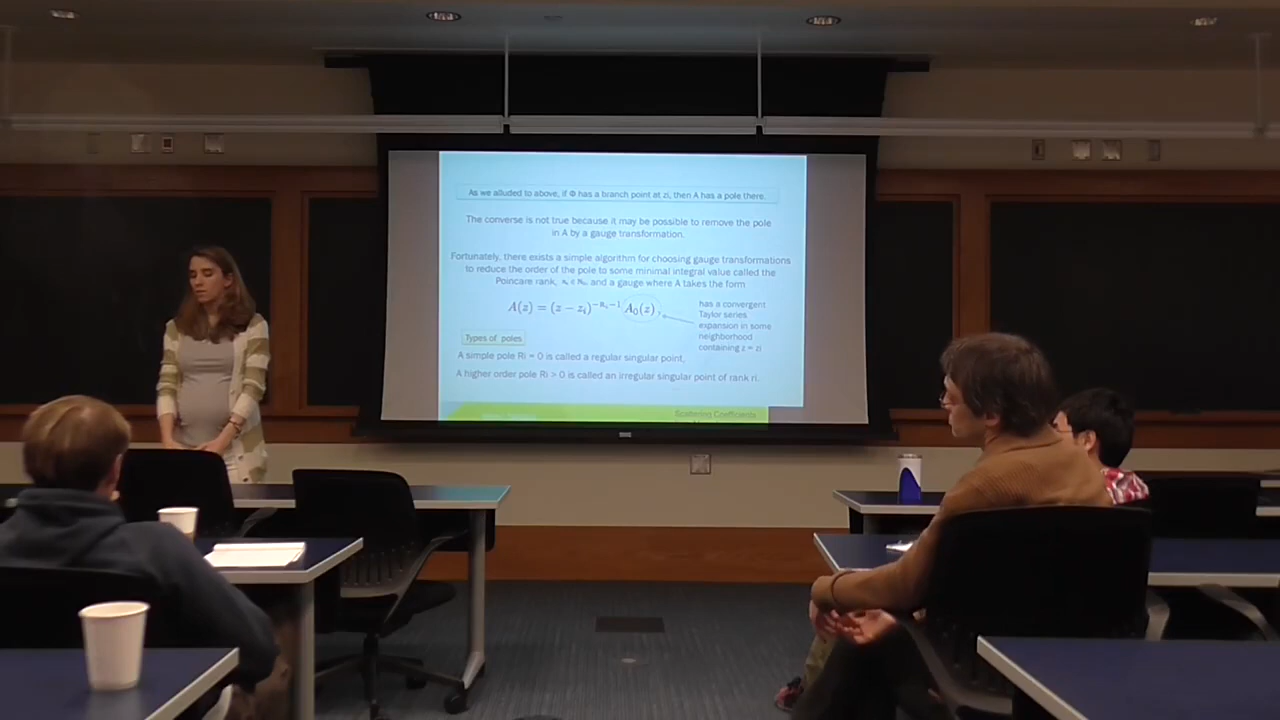 As we alluded to above, if Φ has a branch point at zi, then A has a pole there.
The converse is not true because it may be possible to remove the pole
in A by a gauge transformation.
Fortunately, there exists a simple algorithm for choosing gauge transformations
to reduce the order of the pole to some minimal integral value called the
Poincare rank, and a gauge where A takes the form
A(z) = (z − zᵢ)^{−Rᵢ−1} A₀(z),
has a convergent
Taylor series
expansion in some
neighborhood
containing z = zi
Types of poles
A simple pole Ri = 0 is called a regular singular point,
A higher order pole Ri > 0 is called an irregular singular point of rank ri.
Scattering Coefficients